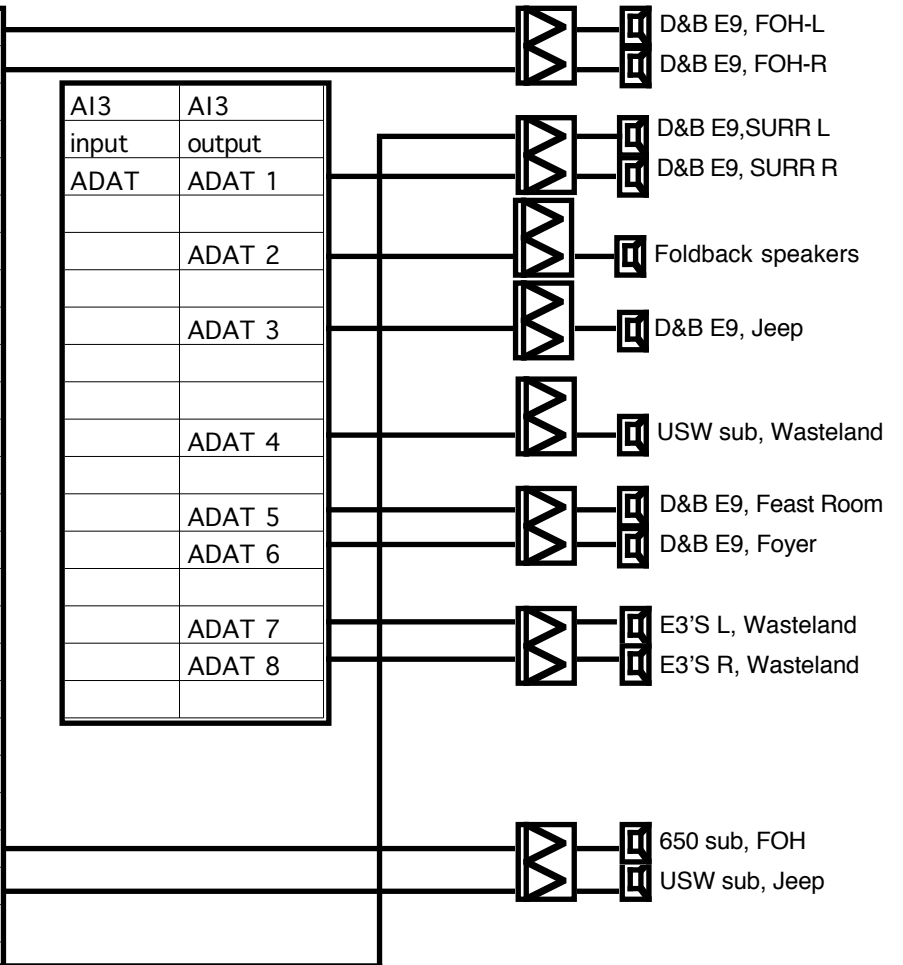 D&B E9, FOH-L
D&B E9, FOH-R
AI3 AI3
input output
ADAT ADAT 1
ADAT 2
ADAT 3
ADAT 4
ADAT 5
ADAT 6
ADAT 7
ADAT 8
D&B E9,SURR L
D&B E9, SURR R
Foldback speakers
D&B E9, Jeep
USW sub, Wasteland
D&B E9, Feast Room
D&B E9, Foyer
E3'S L, Wasteland
E3'S R, Wasteland
650 sub, FOH
USW sub, Jeep